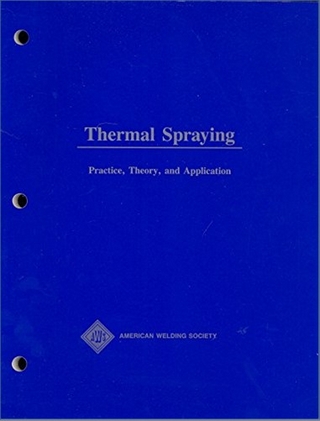 Thermal Spraying
Practice, Theory, and Application
AWS
AMERICAN WELDING SOCIETY